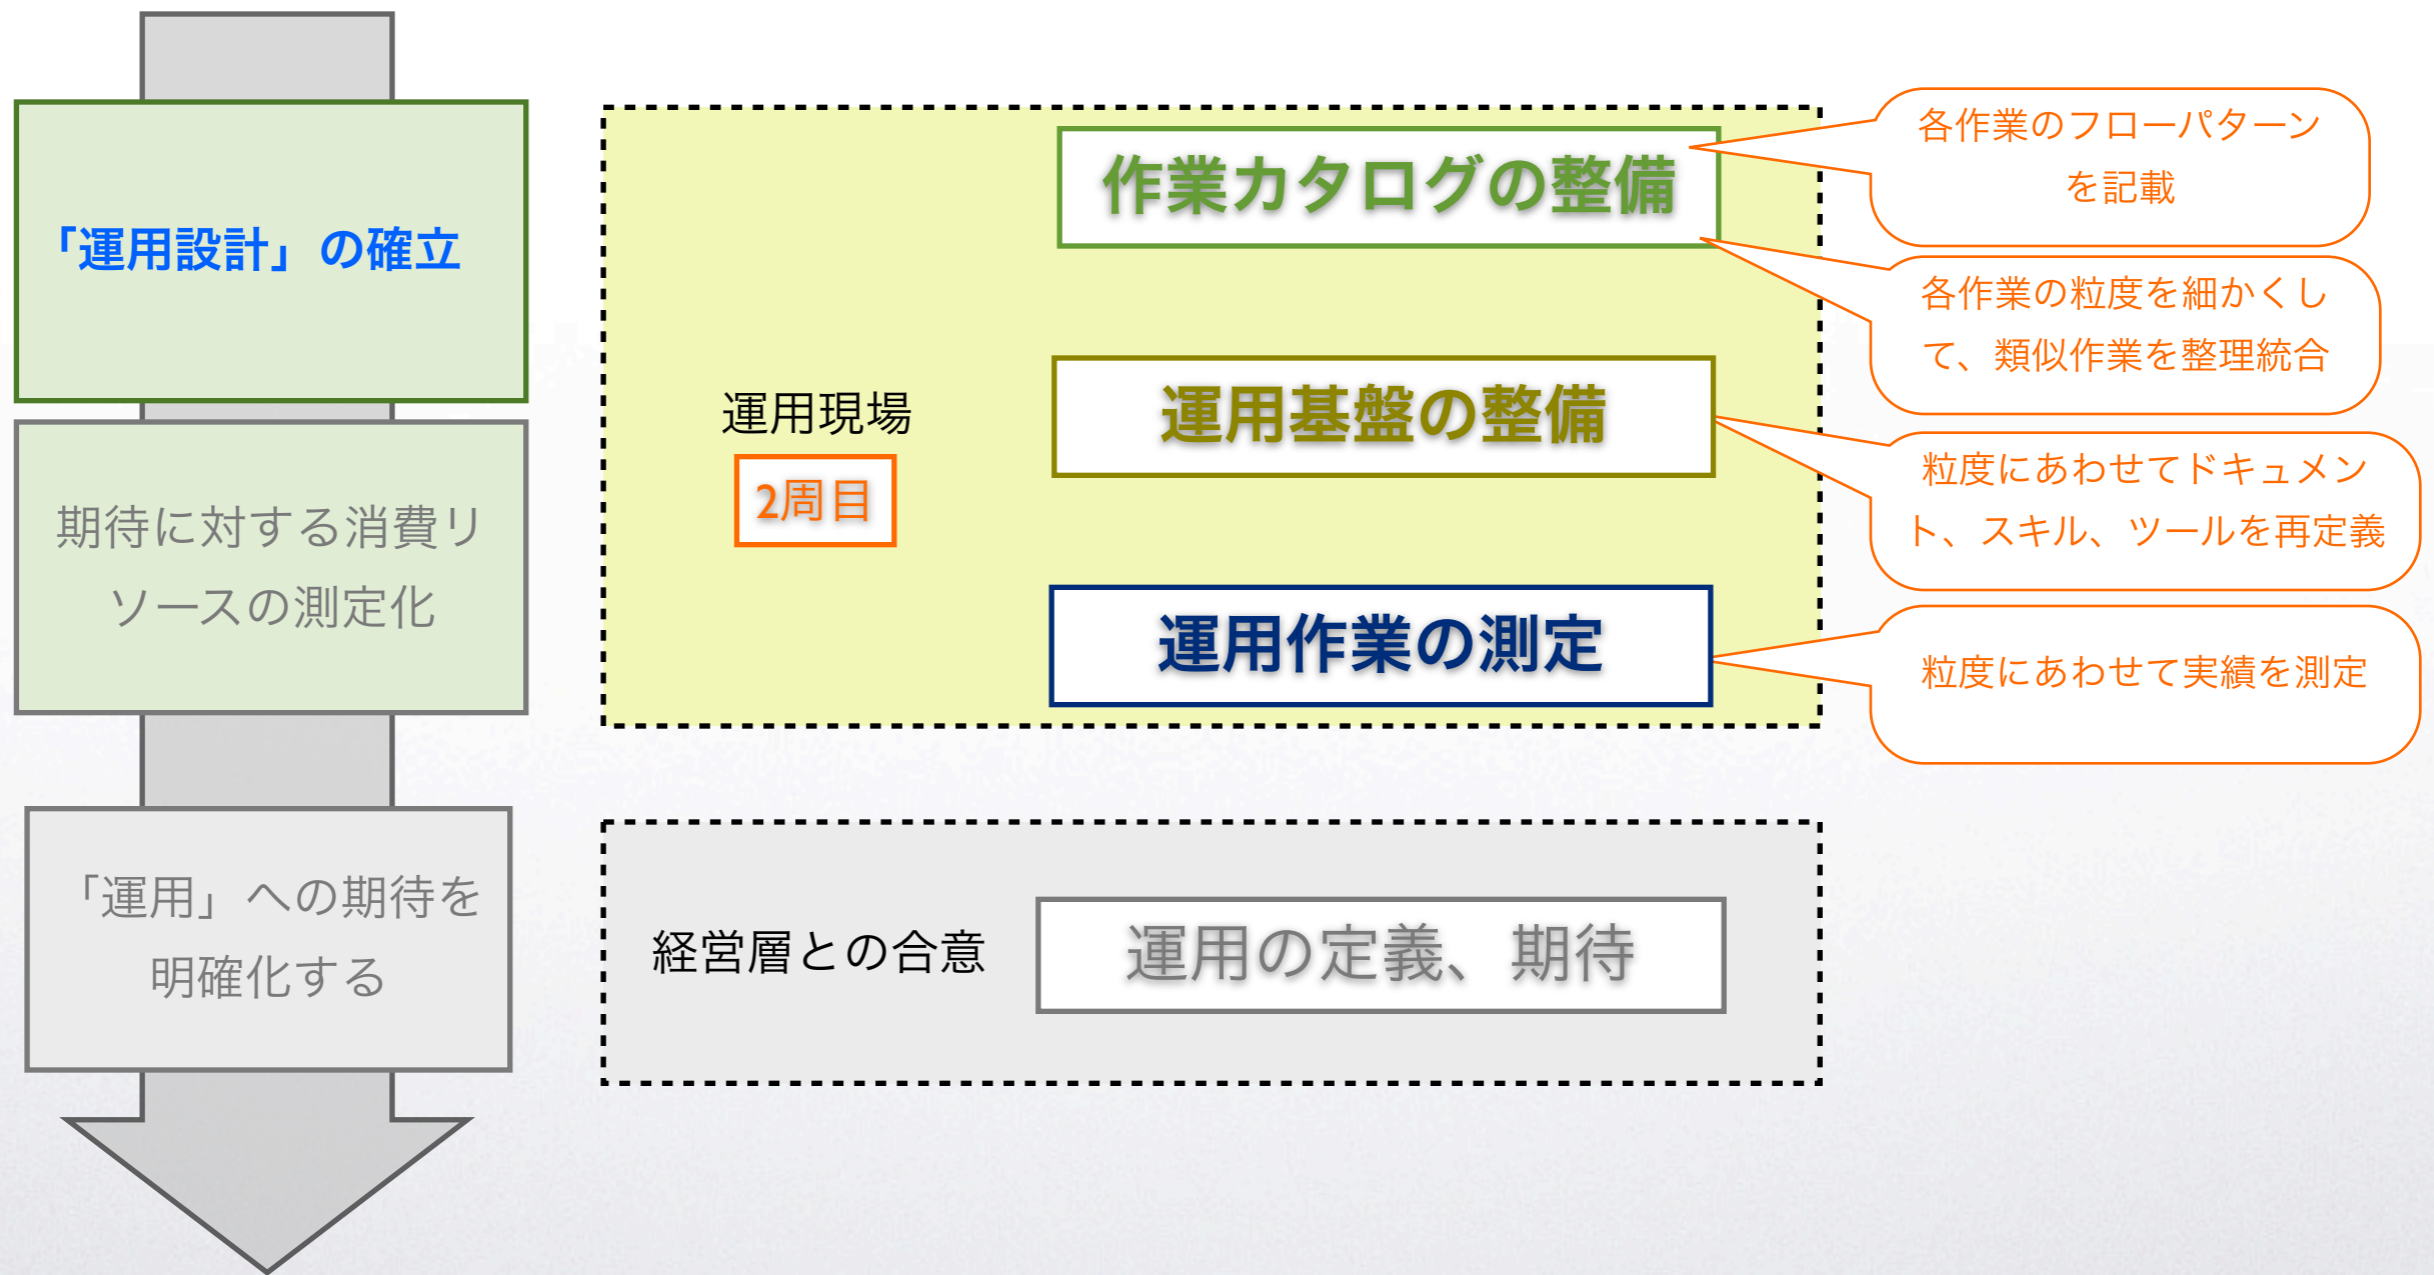 「運用設計」の確立
期待に対する消費リ
ソースの測定化
「運用」への期待を
明確化する
運用現場
2周目
作業カタログの整備
運用基盤の整備
運用作業の測定
各作業のフローパターン
を記載
各作業の粒度を細かくし
て、類似作業を整理統合
粒度にあわせてドキュメン
ト、スキル、ツールを再定義
粒度にあわせて実績を測定
経営層との合意
運用の定義、期待